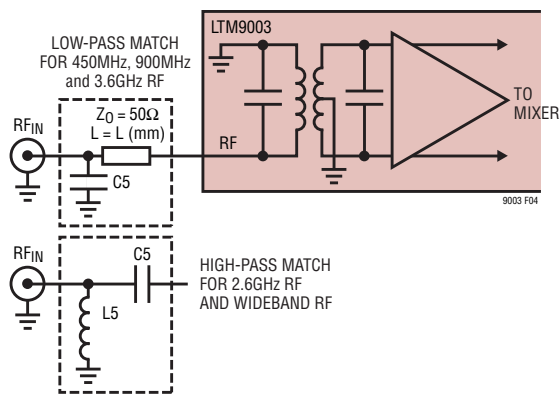 LTM9003
LOW-PASS MATCH
FOR 450MHz, 900MHz
and 3.6GHz RF
Z₀ = 50Ω
L = L (mm)
RFIN
RF
C5
TO
MIXER
9003 F04
RFIN
C5
L5
HIGH-PASS MATCH
FOR 2.6GHz RF
AND WIDEBAND RF